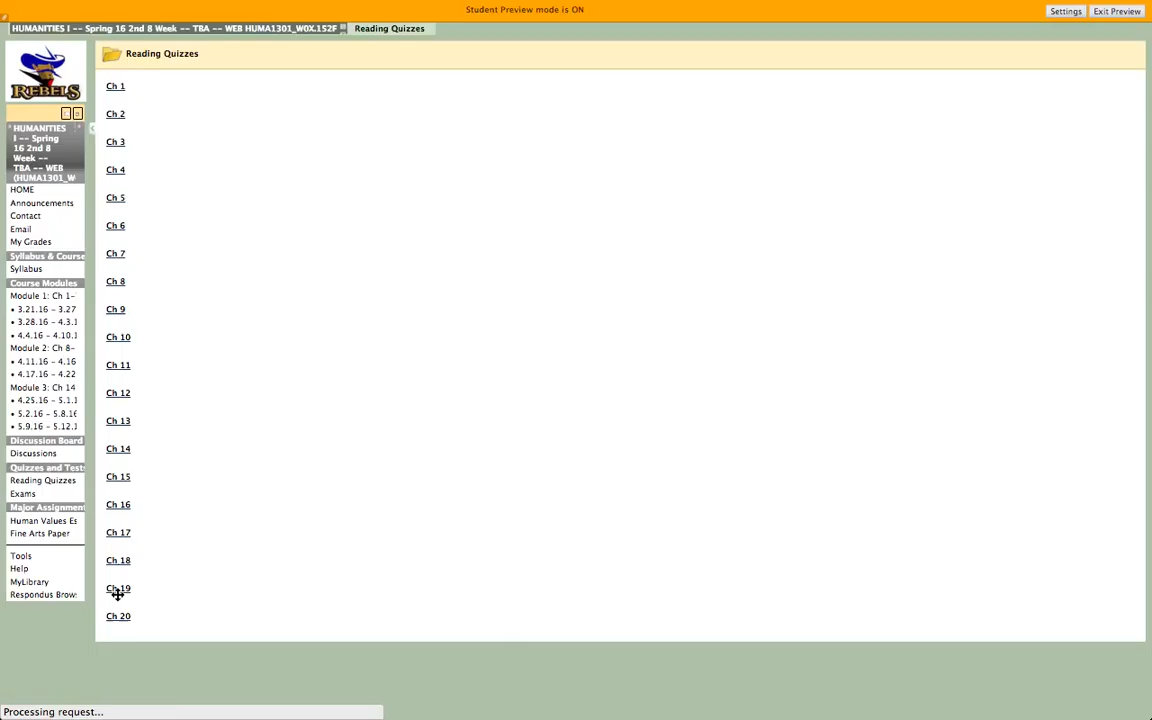 Student Preview mode is ON
Settings
Exit Preview
HUMANITIES I -- Spring 16 2nd 8 Week -- TBA -- WEB HUMA1301_W0X.152F
Reading Quizzes
REBELS
Reading Quizzes
HUMANITIES
I -- Spring
16 2nd 8
Week --
TBA -- WEB
(HUMA1301_W
HOME
Announcements
Contact
Email
My Grades
Syllabus & Course
Syllabus
Course Modules
Module 1: Ch 1-
• 3.21.16 - 3.27
• 3.28.16 - 4.3.1
• 4.4.16 - 4.10.1
Module 2: Ch 8-
• 4.11.16 - 4.16
• 4.17.16 - 4.22
Module 3: Ch 14
• 4.25.16 - 5.1.1
• 5.2.16 - 5.8.16
• 5.9.16 - 5.12.1
Discussion Board
Discussions
Quizzes and Tests
Reading Quizzes
Exams
Major Assignment
Human Values Es
Fine Arts Paper
Tools
Help
MyLibrary
Respondus Brow
Ch 1
Ch 2
Ch 3
Ch 4
Ch 5
Ch 6
Ch 7
Ch 8
Ch 9
Ch 10
Ch 11
Ch 12
Ch 13
Ch 14
Ch 15
Ch 16
Ch 17
Ch 18
Ch 19
Ch 20
Processing request...